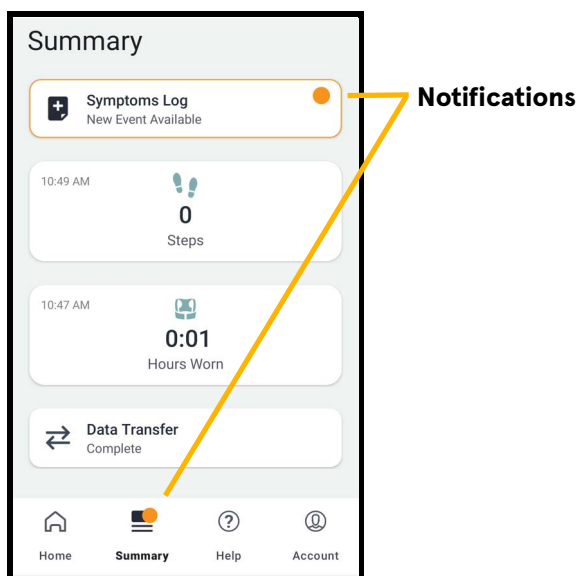 Summary
Symptoms Log
New Event Available
Notifications
10:49 AM
0
Steps
10:47 AM
0:01
Hours Worn
Data Transfer
Complete
Home Summary Help Account